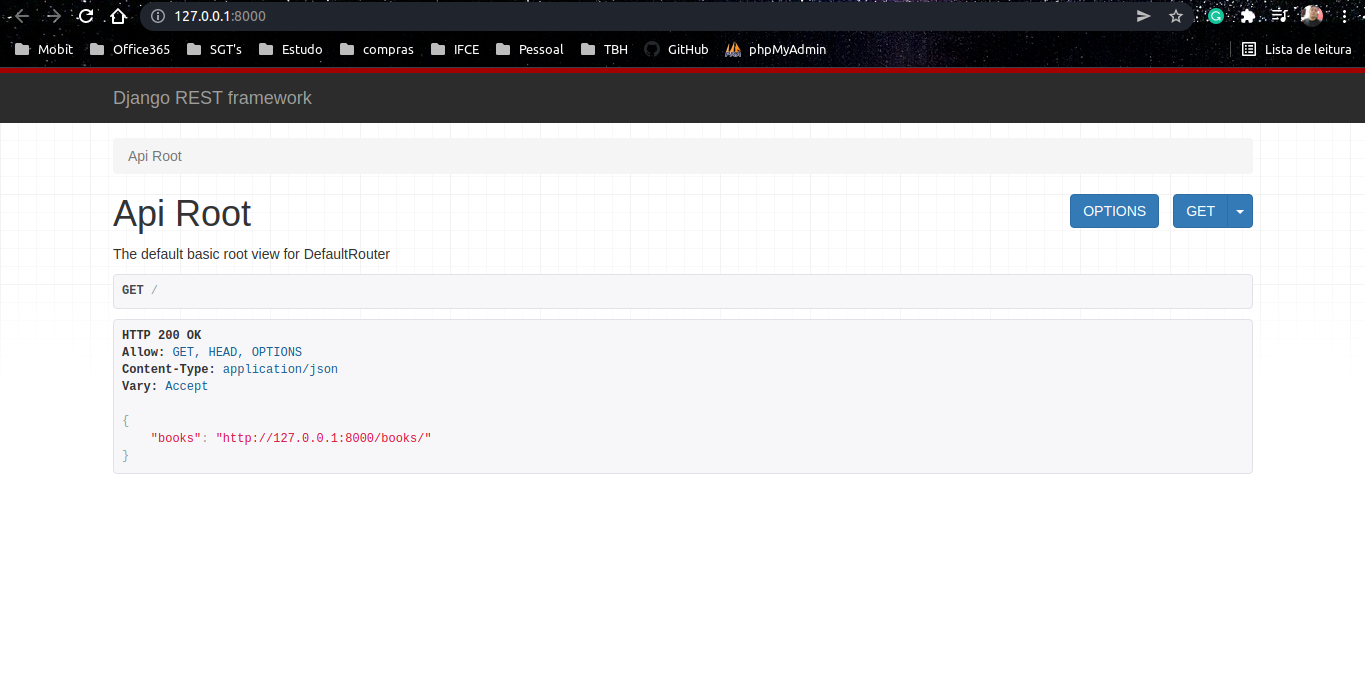 127.0.0.1:8000
Mobit Office365 SGT's Estudo compras IFCE Pessoal TBH GitHub phpMyAdmin Lista de leitura
Django REST framework
Api Root
Api Root OPTIONS GET
The default basic root view for DefaultRouter
GET /
HTTP 200 OK
Allow: GET, HEAD, OPTIONS
Content-Type: application/json
Vary: Accept
{
"books": "http://127.0.0.1:8000/books/"
}